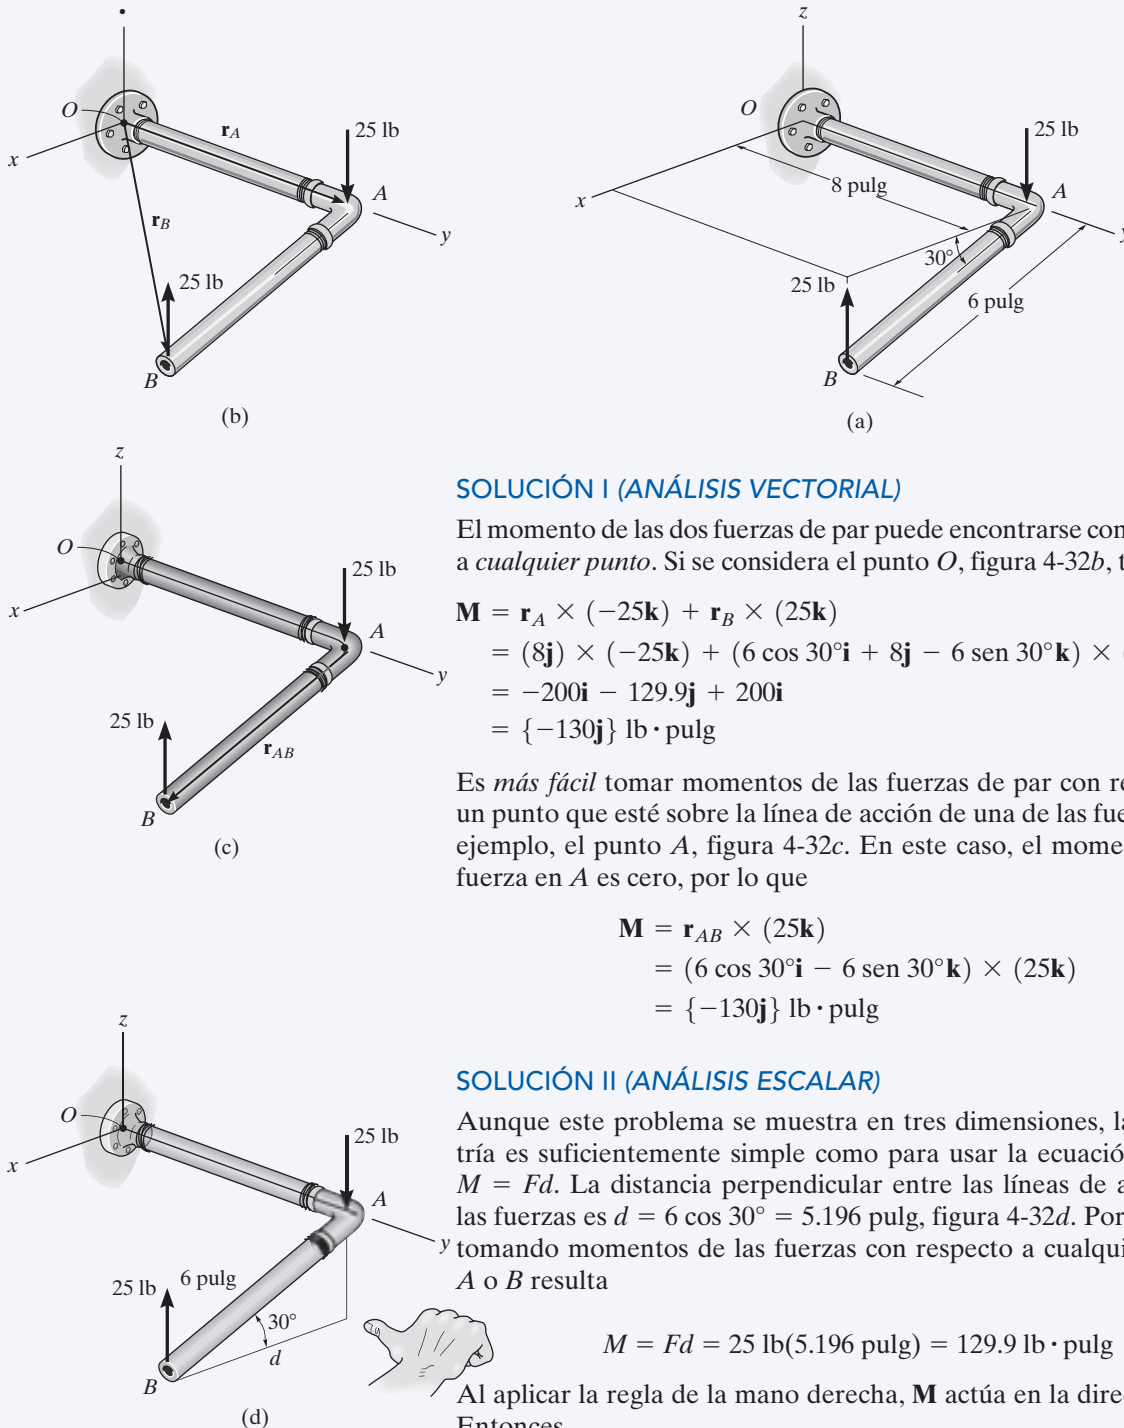 z
O
r_A
25 lb
x
A
r_B
y
25 lb
B
(b)
O
25 lb
8 pulg
A
x
y
30°
25 lb
6 pulg
B
(a)
z
O
25 lb
x
A
y
25 lb
r_AB
B
(c)
SOLUCIÓN I (ANÁLISIS VECTORIAL)
El momento de las dos fuerzas de par puede encontrarse con
a cualquier punto. Si se considera el punto O, figura 4-32b, t
M = r_A × (−25k) + r_B × (25k)
= (8j) × (−25k) + (6 cos 30°i + 8j − 6 sen 30°k) × (
= −200i − 129.9j + 200i
= {−130j} lb · pulg
Es más fácil tomar momentos de las fuerzas de par con re
un punto que esté sobre la línea de acción de una de las fue
ejemplo, el punto A, figura 4-32c. En este caso, el mome
fuerza en A es cero, por lo que
M = r_AB × (25k)
= (6 cos 30°i − 6 sen 30°k) × (25k)
= {−130j} lb · pulg
z
O
25 lb
x
A
y
25 lb
6 pulg
30°
d
B
(d)
SOLUCIÓN II (ANÁLISIS ESCALAR)
Aunque este problema se muestra en tres dimensiones, la
tría es suficientemente simple como para usar la ecuació
M = Fd. La distancia perpendicular entre las líneas de a
las fuerzas es d = 6 cos 30° = 5.196 pulg, figura 4-32d. Por
tomando momentos de las fuerzas con respecto a cualqui
A o B resulta
M = Fd = 25 lb(5.196 pulg) = 129.9 lb · pulg
Al aplicar la regla de la mano derecha, M actúa en la dire
Entonces